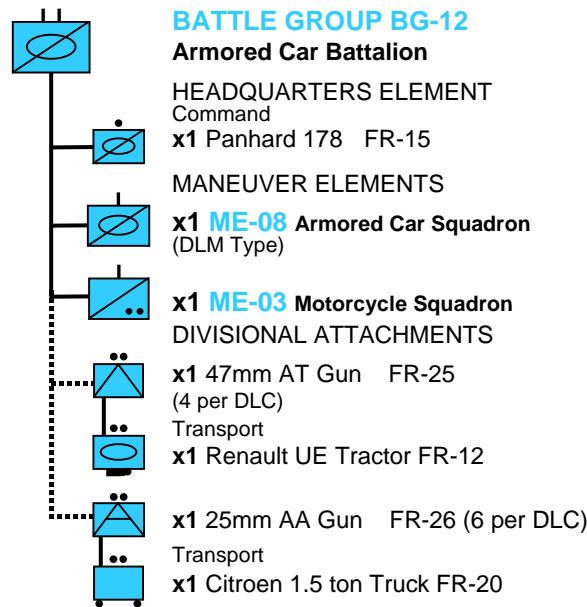 BATTLE GROUP BG-12
Armored Car Battalion
HEADQUARTERS ELEMENT
Command
x1 Panhard 178 FR-15
MANEUVER ELEMENTS
x1 ME-08 Armored Car Squadron
(DLM Type)
x1 ME-03 Motorcycle Squadron
DIVISIONAL ATTACHMENTS
x1 47mm AT Gun FR-25
(4 per DLC)
Transport
x1 Renault UE Tractor FR-12
x1 25mm AA Gun FR-26 (6 per DLC)
Transport
x1 Citroen 1.5 ton Truck FR-20